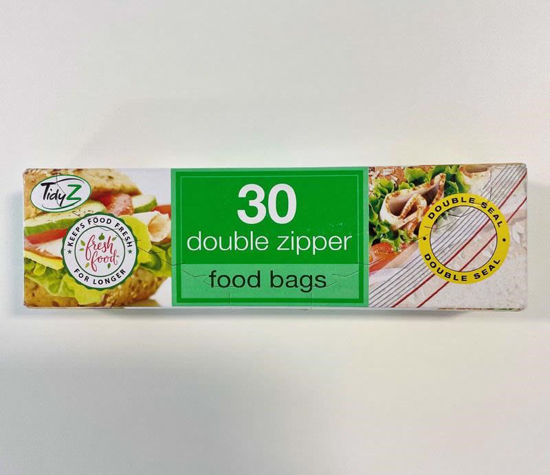 TidyZ
KEEPS FOOD FRESH
fresh
food
FOR LONGER
30
double zipper
food bags
DOUBLE SEAL
DOUBLE SEAL